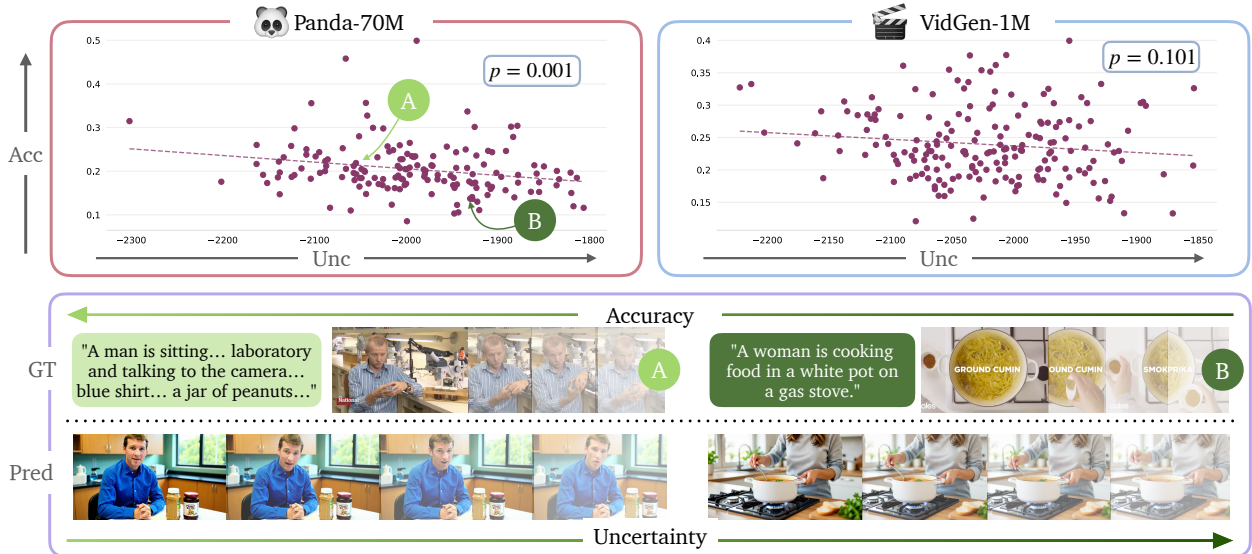 Panda-70M
VidGen-1M
Acc
0.5
0.4
0.3
0.2
0.1
p = 0.001
A
B
−2300
−2200
−2100
−2000
−1900
−1800
Unc
0.4
0.35
0.3
0.25
0.2
0.15
p = 0.101
−2200
−2150
−2100
−2050
−2000
−1950
−1900
−1850
Unc
Accuracy
GT
"A man is sitting… laboratory
and talking to the camera…
blue shirt… a jar of peanuts…"
National
A
"A woman is cooking
food in a white pot on
a gas stove."
GROUND CUMIN
OUND CUMIN
SMOKPRIKA
B
Pred
Uncertainty